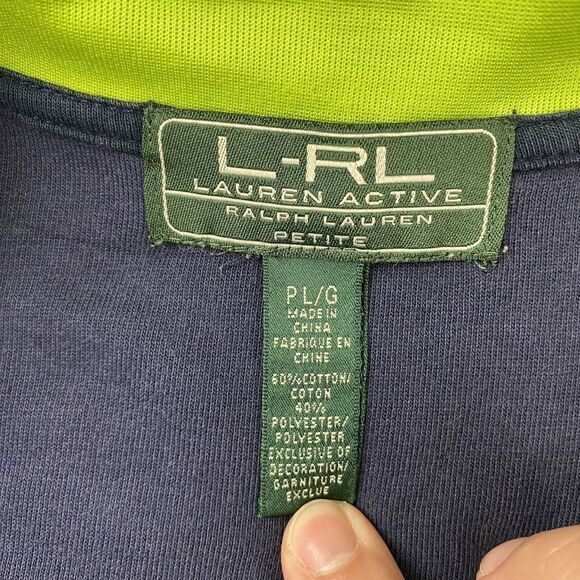 L-RL
LAUREN ACTIVE
RALPH LAUREN
PETITE
PL/G
MADE IN
CHINA
FABRIQUE EN
CHINE
60% COTTON/
COTON
40%
POLYESTER/
POLYESTER
EXCLUSIVE OF
DECORATION/
GARNITURE
EXCLUE